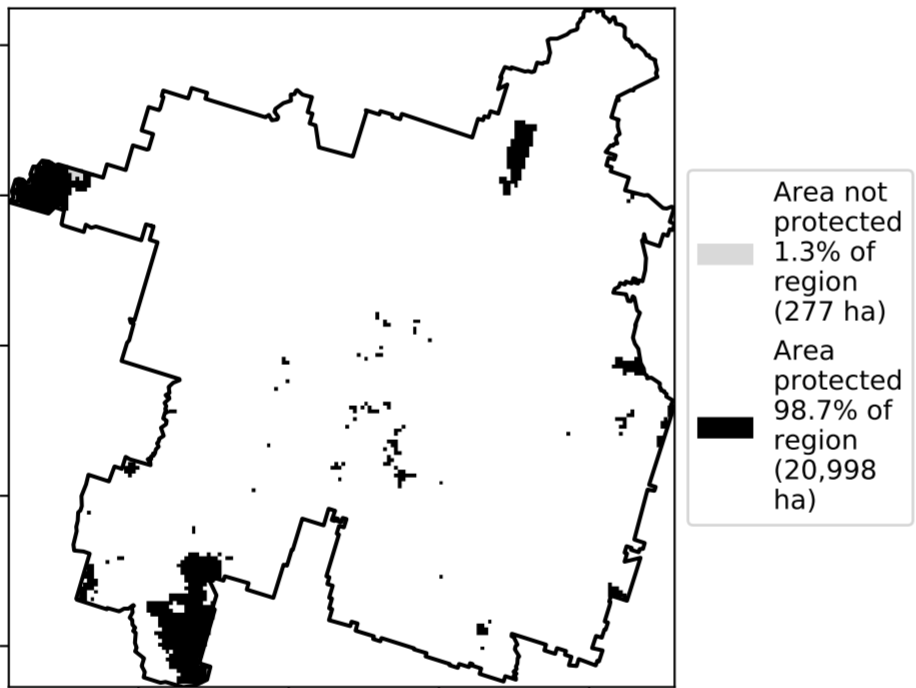 Area not
protected
1.3% of
region
(277 ha)
Area
protected
98.7% of
region
(20,998
ha)